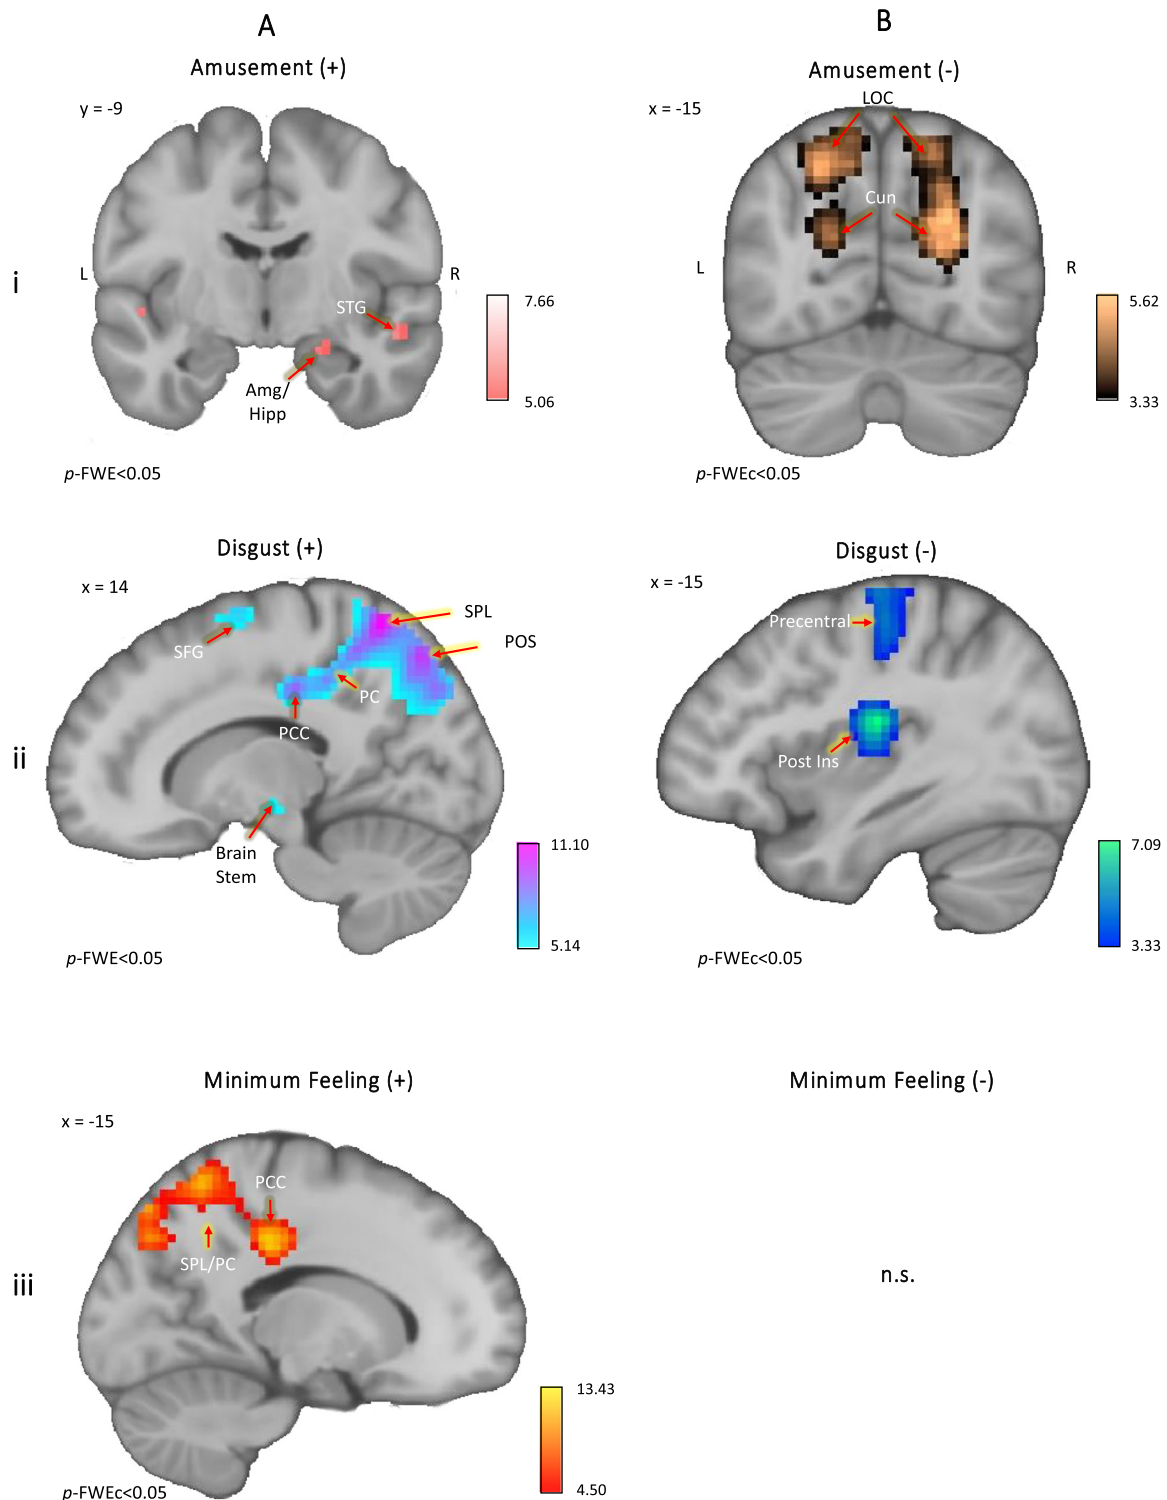 A
B
Amusement (+)
Amusement (-)
y = -9
x = -15
LOC
Cun
i
L
R
STG
Amg/
Hipp
7.66
5.06
L
R
5.62
3.33
p-FWE<0.05
p-FWEc<0.05
Disgust (+)
Disgust (-)
x = 14
x = -15
SPL
POS
SFG
PC
PCC
Precentral
Post Ins
ii
Brain
Stem
11.10
5.14
7.09
3.33
p-FWE<0.05
p-FWEc<0.05
Minimum Feeling (+)
Minimum Feeling (-)
x = -15
PCC
SPL/PC
iii
n.s.
13.43
4.50
p-FWEc<0.05